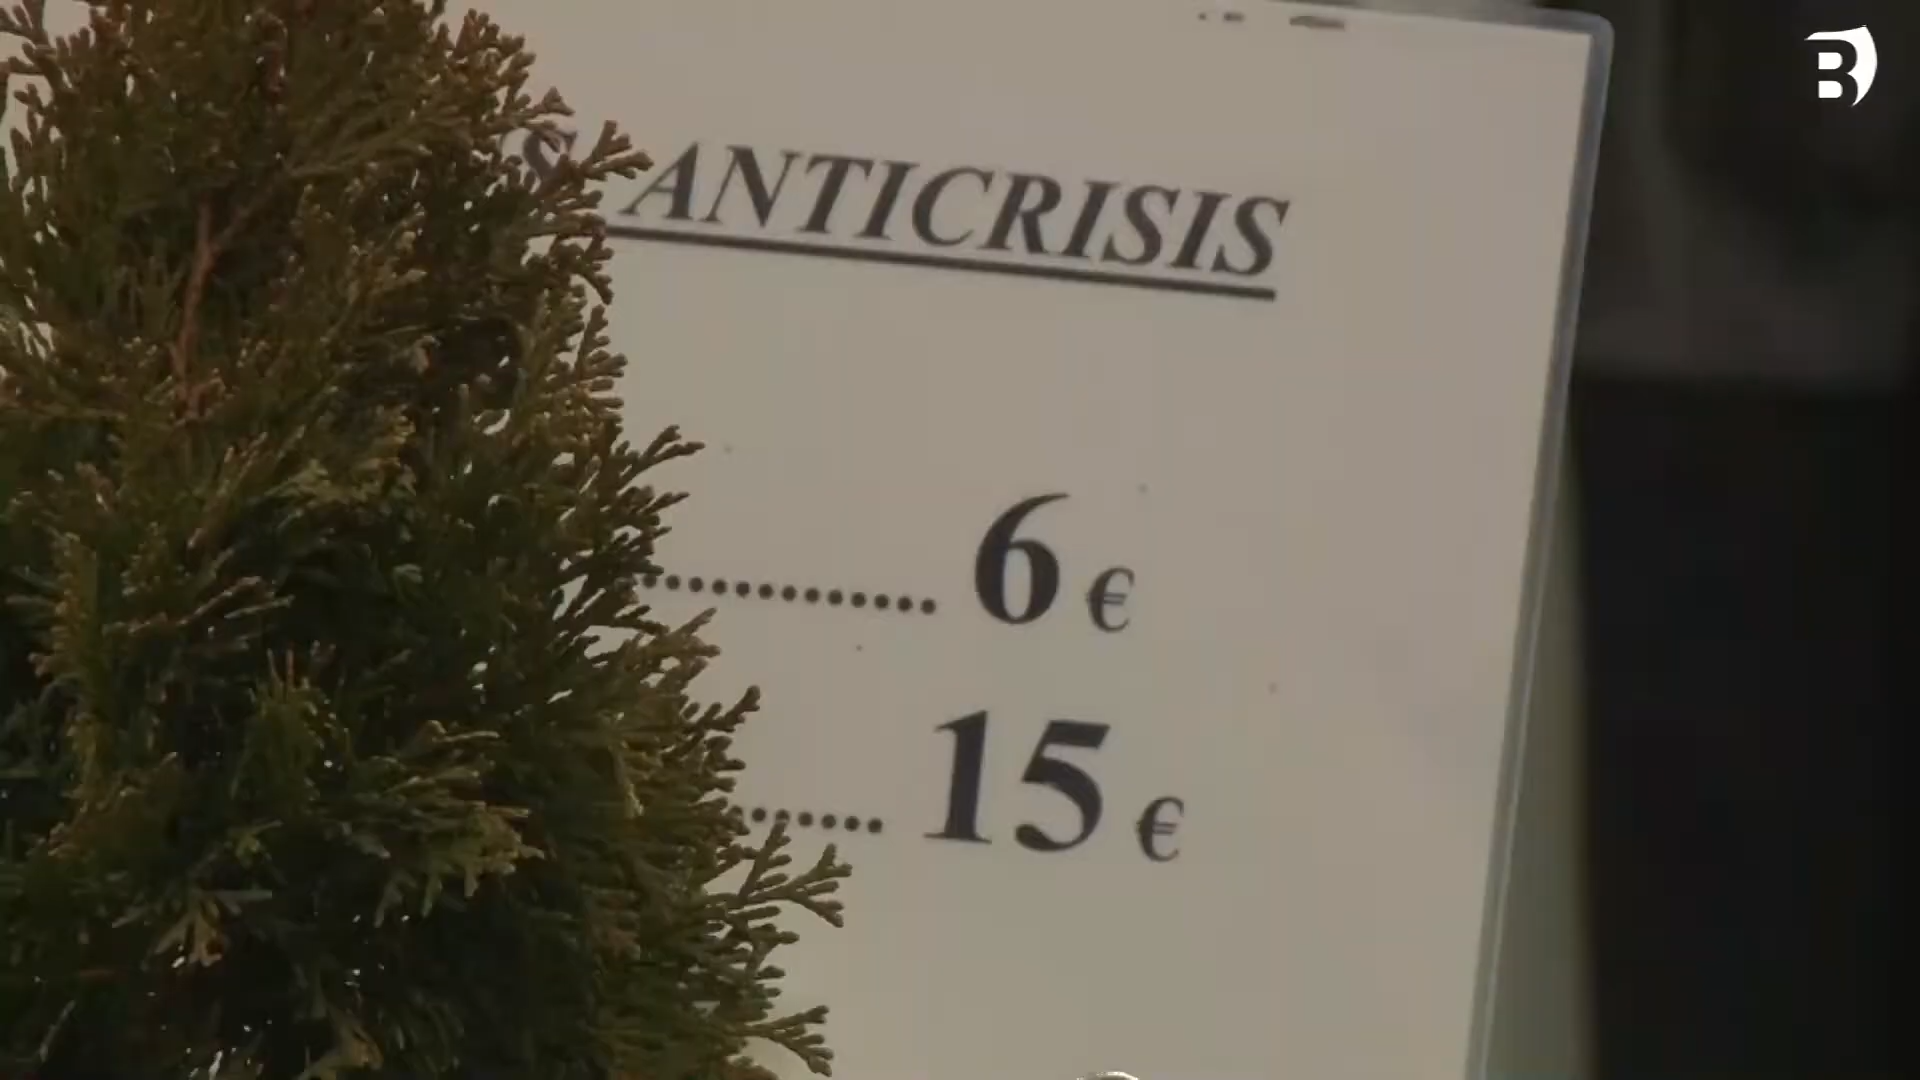 S ANTICRISIS
............ 6 €
....... 15 €
B